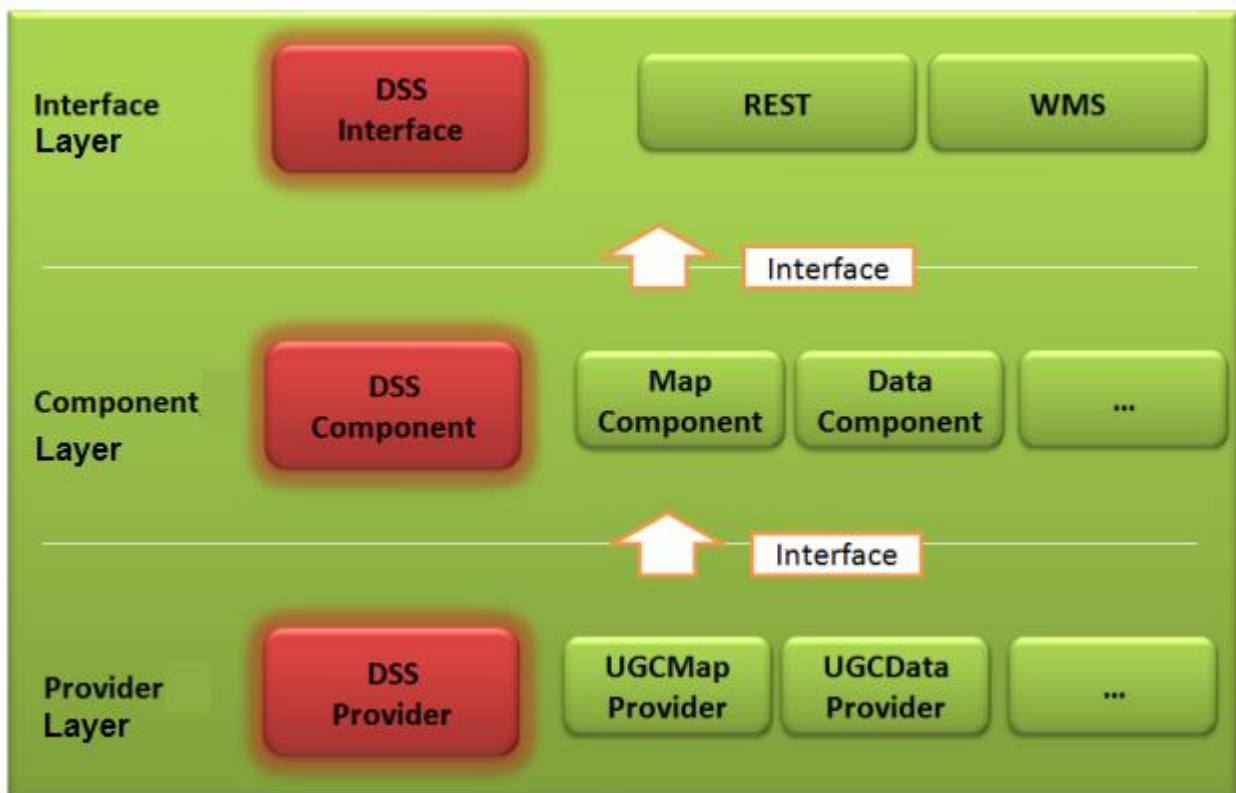 Interface
Layer
DSS
Interface
REST
WMS
Interface
Component
Layer
DSS
Component
Map
Component
Data
Component
...
Interface
Provider
Layer
DSS
Provider
UGCMap
Provider
UGCData
Provider
...